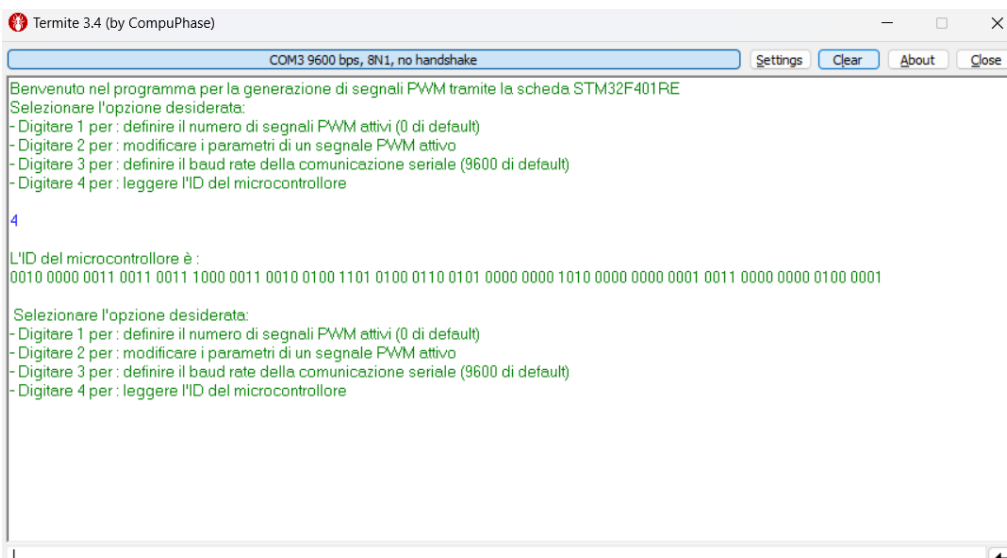 Termite 3.4 (by CompuPhase)
COM3 9600 bps, 8N1, no handshake
Settings
Clear
About
Close
Benvenuto nel programma per la generazione di segnali PWM tramite la scheda STM32F401RE
Selezionare l'opzione desiderata:
- Digitare 1 per : definire il numero di segnali PWM attivi (0 di default)
- Digitare 2 per : modificare i parametri di un segnale PWM attivo
- Digitare 3 per : definire il baud rate della comunicazione seriale (9600 di default)
- Digitare 4 per : leggere l'ID del microcontrollore
4
L'ID del microcontrollore è :
0010 0000 0011 0011 0011 1000 0011 0010 0100 1101 0100 0110 0101 0000 0000 1010 0000 0000 0001 0011 0000 0000 0100 0001
Selezionare l'opzione desiderata:
- Digitare 1 per : definire il numero di segnali PWM attivi (0 di default)
- Digitare 2 per : modificare i parametri di un segnale PWM attivo
- Digitare 3 per : definire il baud rate della comunicazione seriale (9600 di default)
- Digitare 4 per : leggere l'ID del microcontrollore